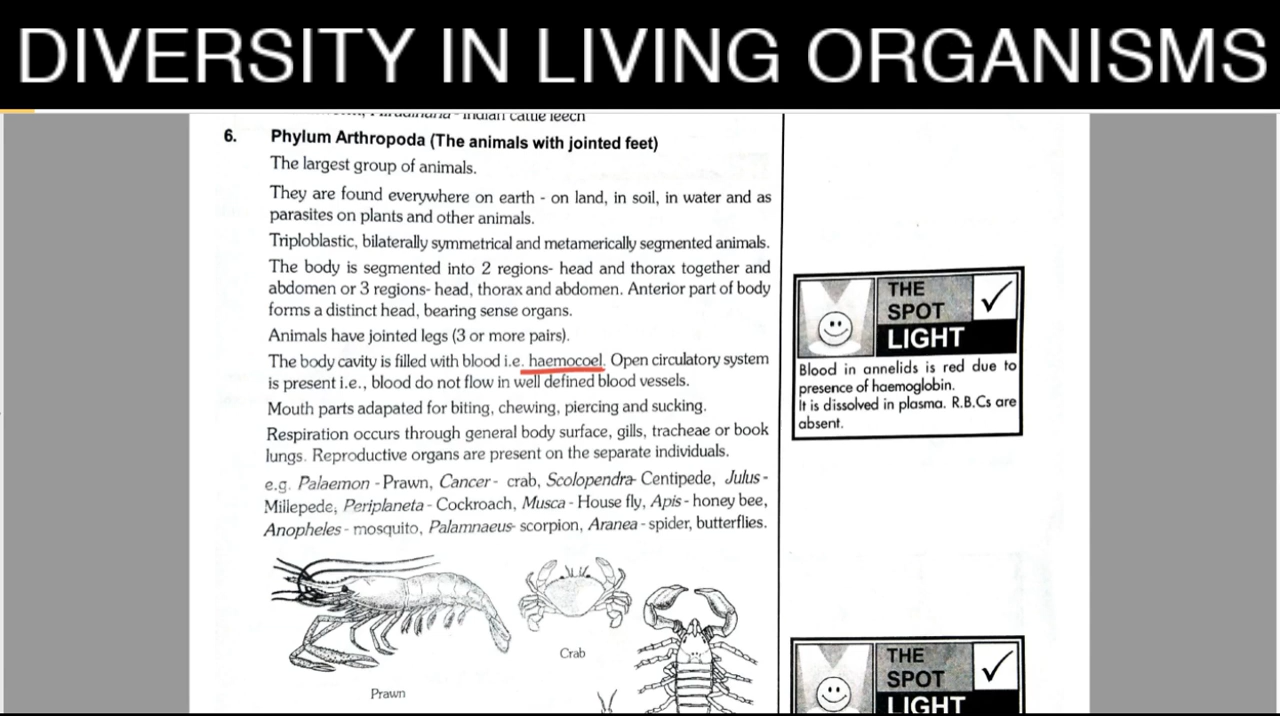 DIVERSITY IN LIVING ORGANISMS
Indian cattle leech
6. Phylum Arthropoda (The animals with jointed feet)
The largest group of animals.
They are found everywhere on earth - on land, in soil, in water and as
parasites on plants and other animals.
Triploblastic, bilaterally symmetrical and metamerically segmented animals.
The body is segmented into 2 regions- head and thorax together and
abdomen or 3 regions- head, thorax and abdomen. Anterior part of body
forms a distinct head, bearing sense organs.
Animals have jointed legs (3 or more pairs).
The body cavity is filled with blood i.e. haemocoel. Open circulatory system
is present i.e., blood do not flow in well defined blood vessels.
Mouth parts adapated for biting, chewing, piercing and sucking.
Respiration occurs through general body surface, gills, tracheae or book
lungs. Reproductive organs are present on the separate individuals.
e.g. Palaemon - Prawn, Cancer - crab, Scolopendra- Centipede, Julus -
Millepede, Periplaneta - Cockroach, Musca - House fly, Apis - honey bee,
Anopheles - mosquito, Palamnaeus- scorpion, Aranea - spider, butterflies.
Crab
Prawn
THE
SPOT
LIGHT
Blood in annelids is red due to
presence of haemoglobin.
It is dissolved in plasma. R.B.Cs are
absent.
THE
SPOT
LIGHT